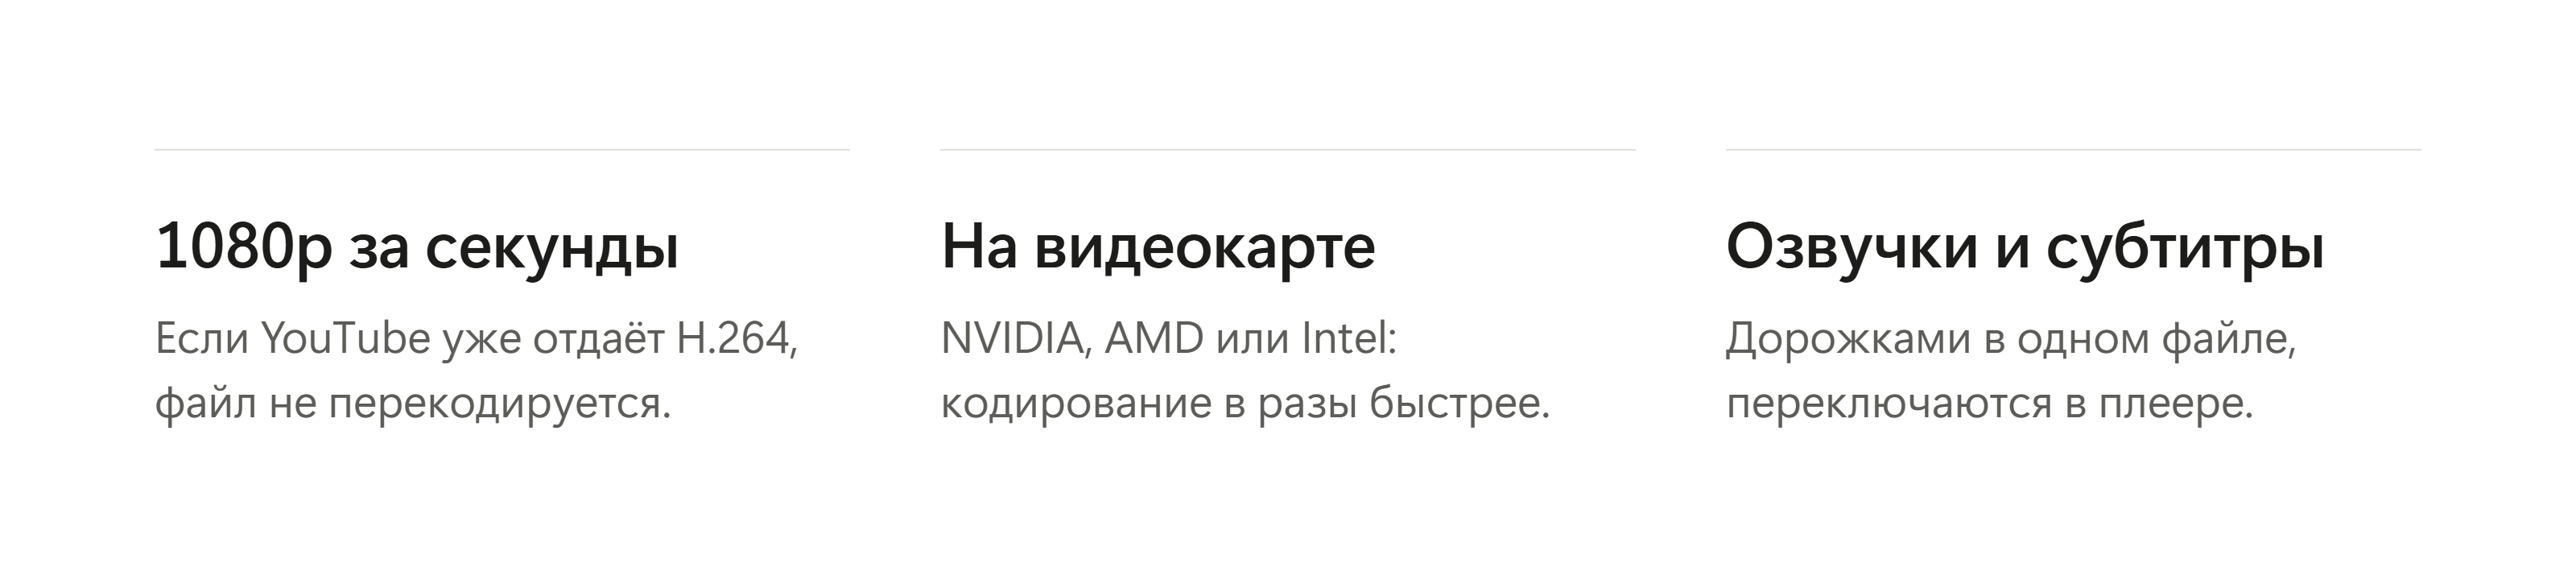 1080p за секунды
Если YouTube уже отдаёт H.264,
файл не перекодируется.
На видеокарте
NVIDIA, AMD или Intel:
кодирование в разы быстрее.
Озвучки и субтитры
Дорожками в одном файле,
переключаются в плеере.